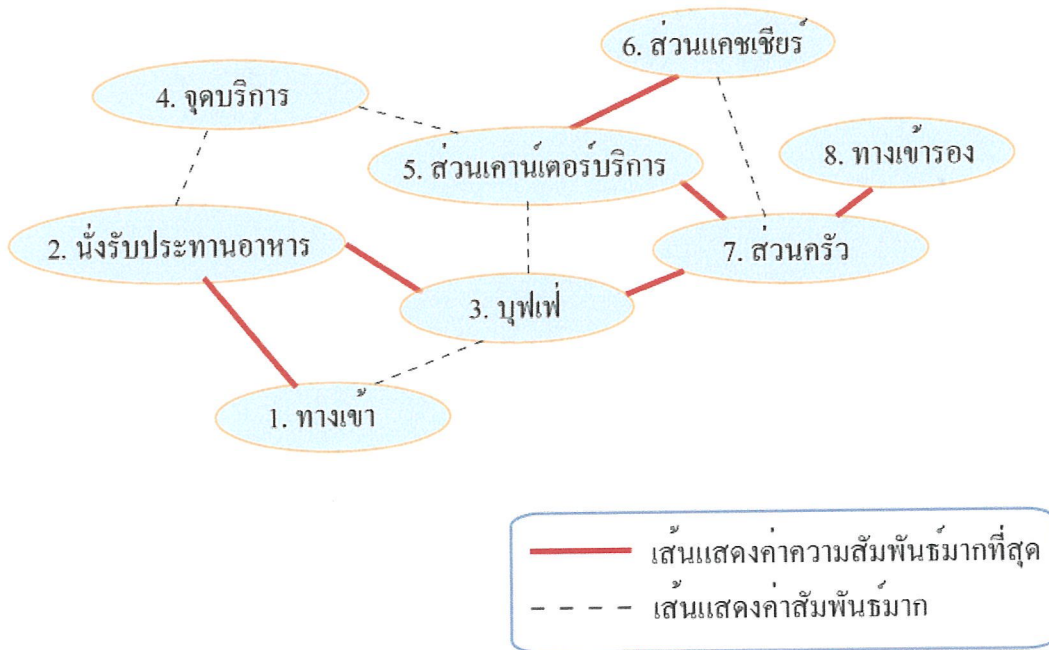 6. ส่วนแคชเชียร์
4. จุดบริการ
5. ส่วนเคาน์เตอร์บริการ
8. ทางเข้ารอง
2. นั่งรับประทานอาหาร
7. ส่วนครัว
3. บุฟเฟ่
1. ทางเข้า
เส้นแสดงค่าความสัมพันธ์มากที่สุด
เส้นแสดงค่าสัมพันธ์มาก